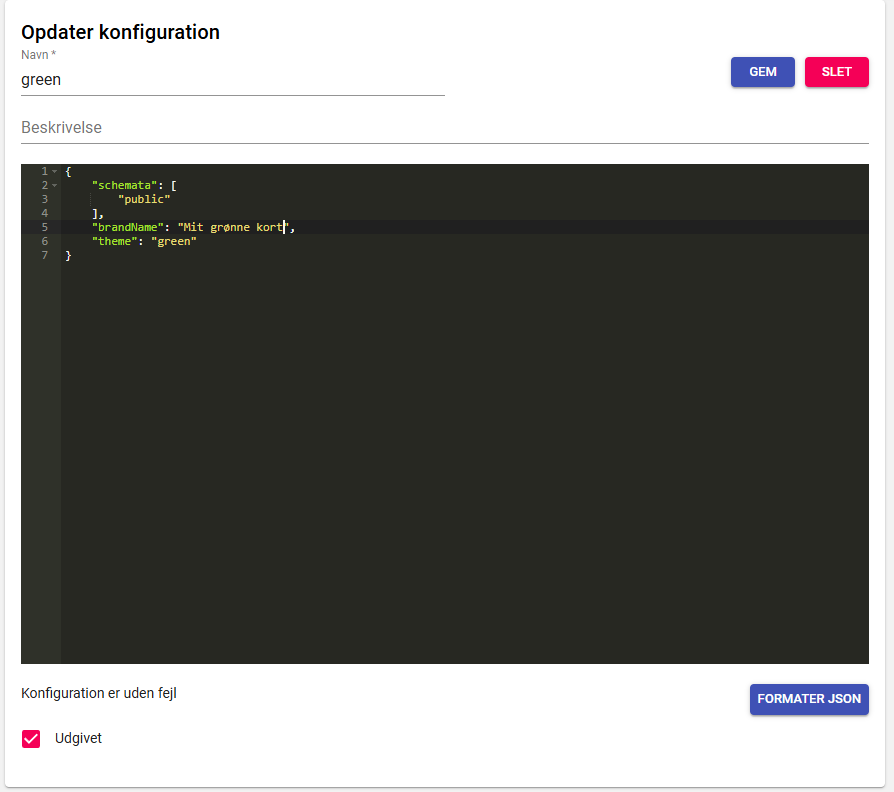 Opdater konfiguration
Navn *
green
GEM
SLET
Beskrivelse
1 {
2 "schemata": [
3 "public"
4 ],
5 "brandName": "Mit grønne kort",
6 "theme": "green"
7 }
Konfiguration er uden fejl
FORMATER JSON
Udgivet